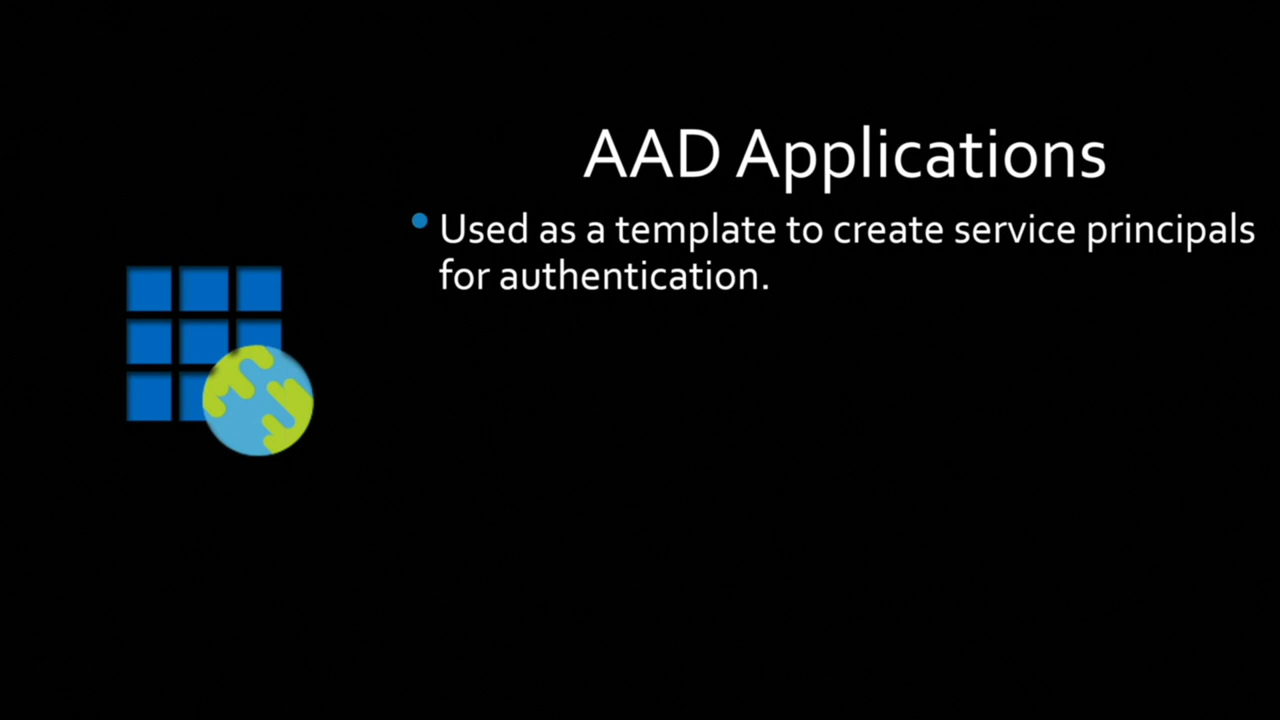 AAD Applications
Used as a template to create service principals
for authentication.